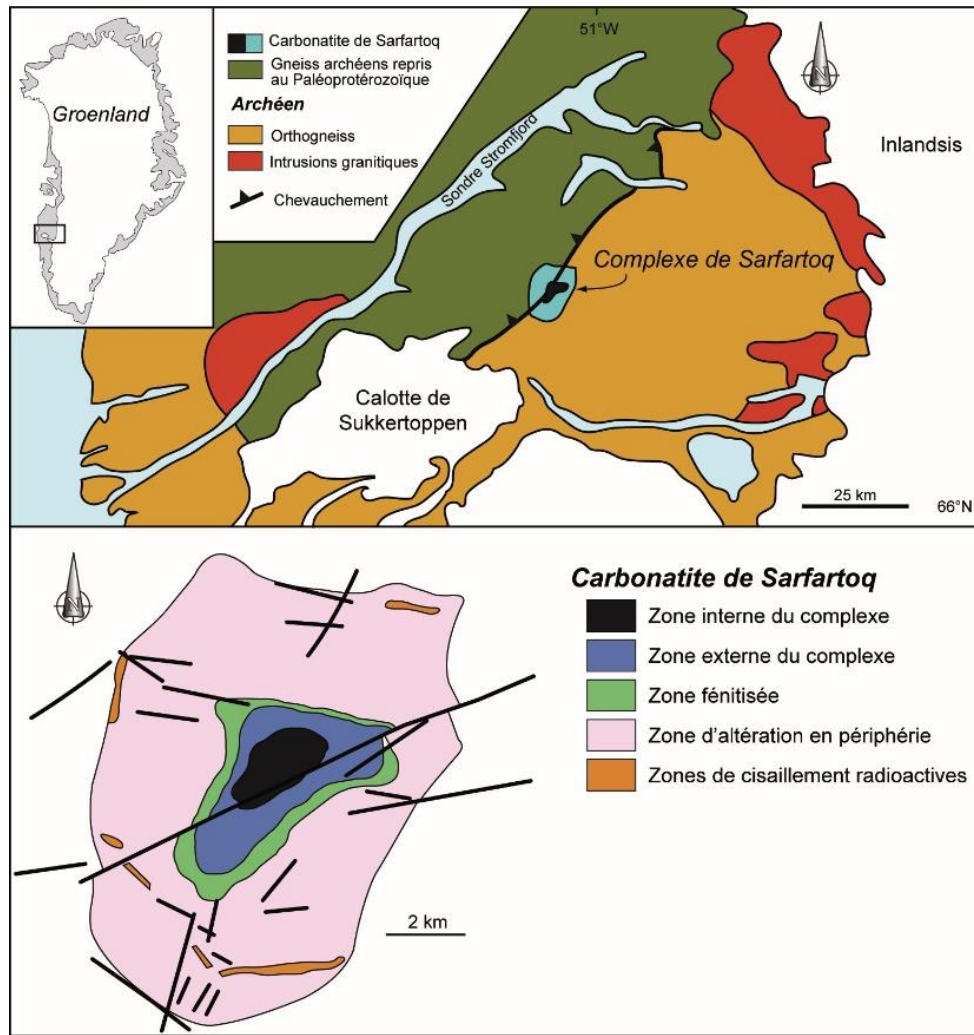 Groenland
Carbonatite de Sarfartoq
Gneiss archéens repris
au Paléoprotérozoïque
Archéen
Orthogneiss
Intrusions granitiques
Chevauchement
51°W
N
Inlandsis
Sondre Stromfjord
Complexe de Sarfartoq
Calotte de
Sukkertoppen
25 km
66°N
N
Carbonatite de Sarfartoq
Zone interne du complexe
Zone externe du complexe
Zone fénitisée
Zone d'altération en périphérie
Zones de cisaillement radioactives
2 km